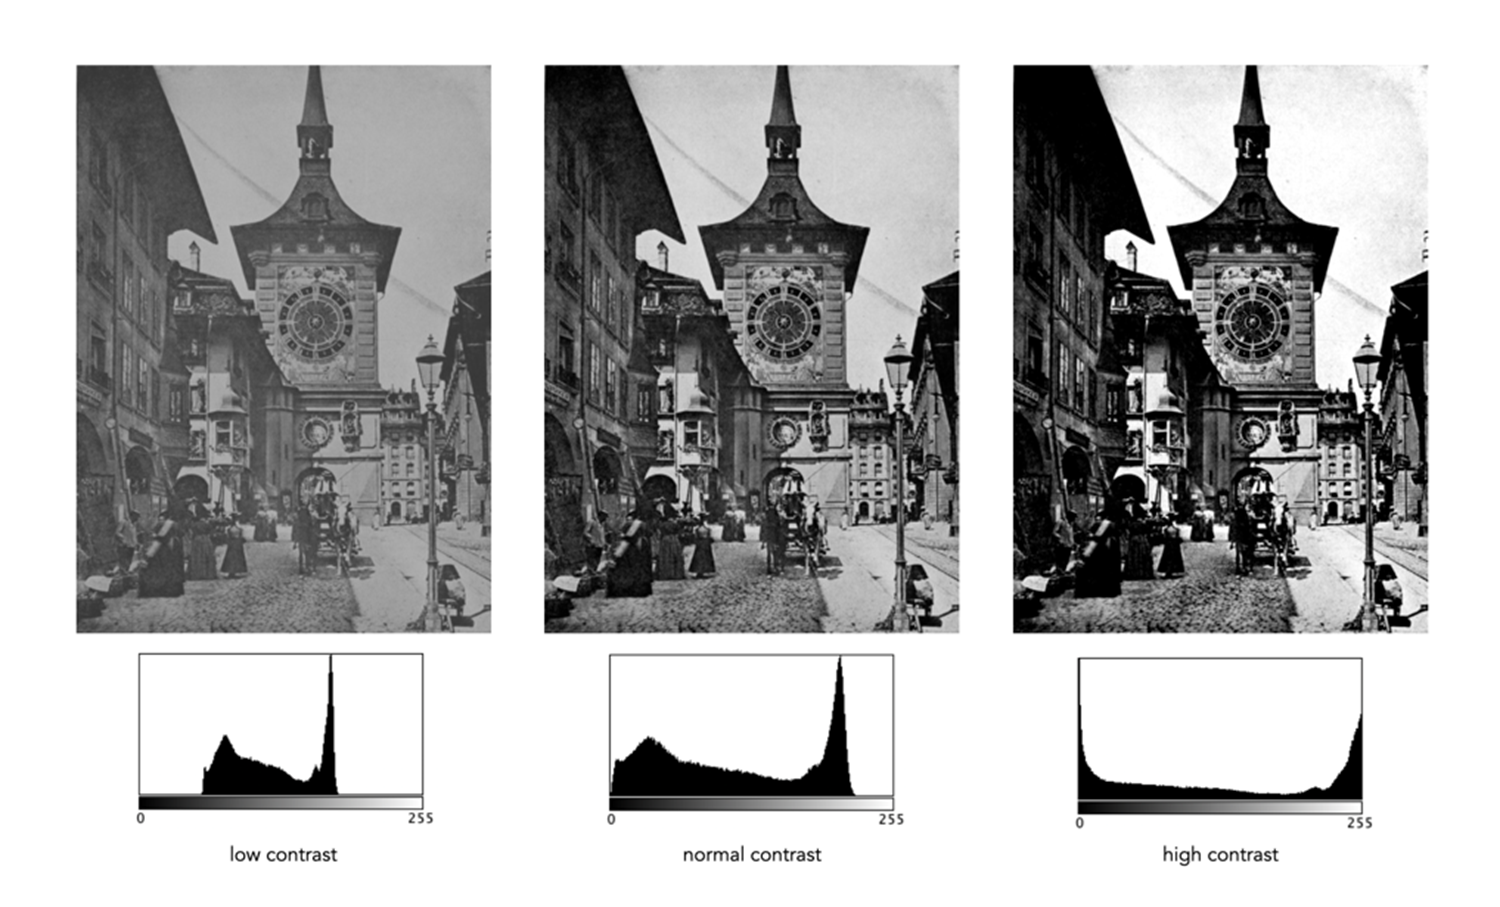 0 255
0 255
0 255
low contrast
normal contrast
high contrast